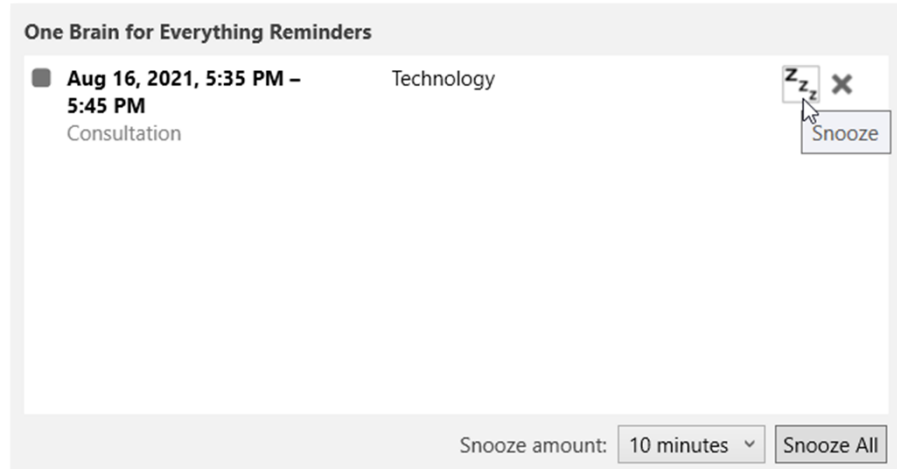 One Brain for Everything Reminders
Aug 16, 2021, 5:35 PM –
5:45 PM
Consultation
Technology
zzz
Snooze
Snooze amount: 10 minutes Snooze All